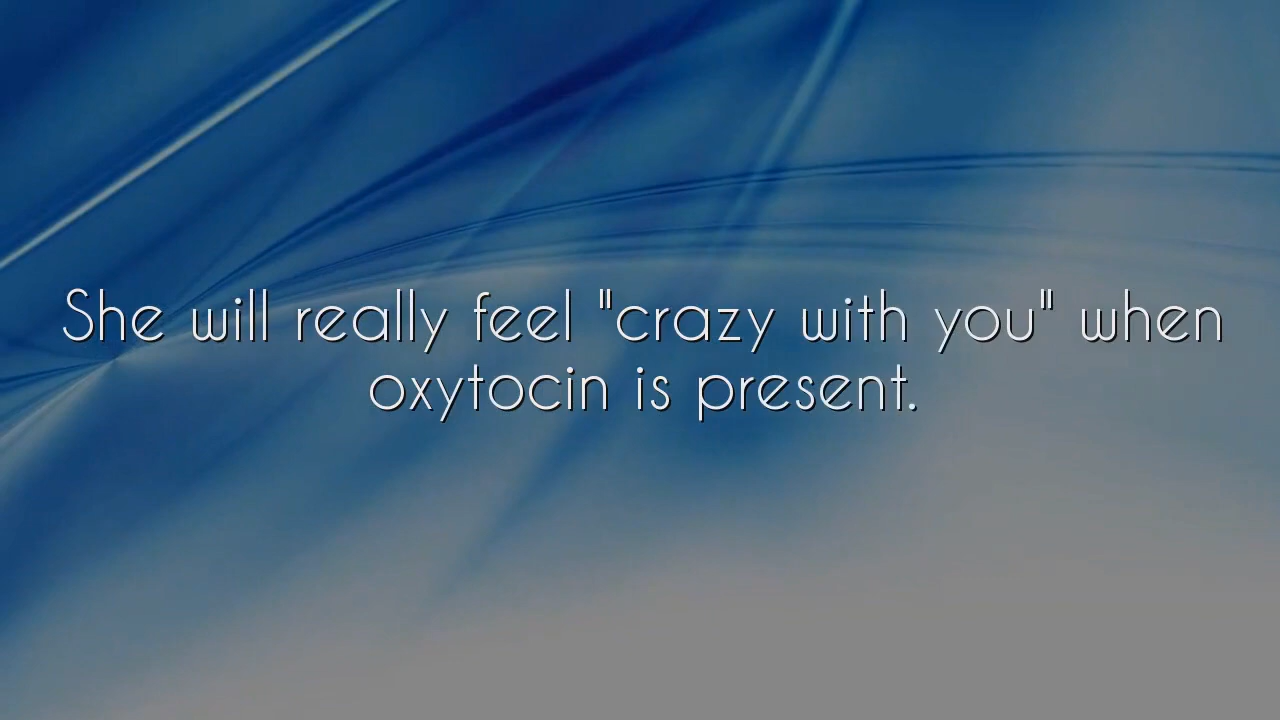 She will really feel "crazy with you" when
oxytocin is present.